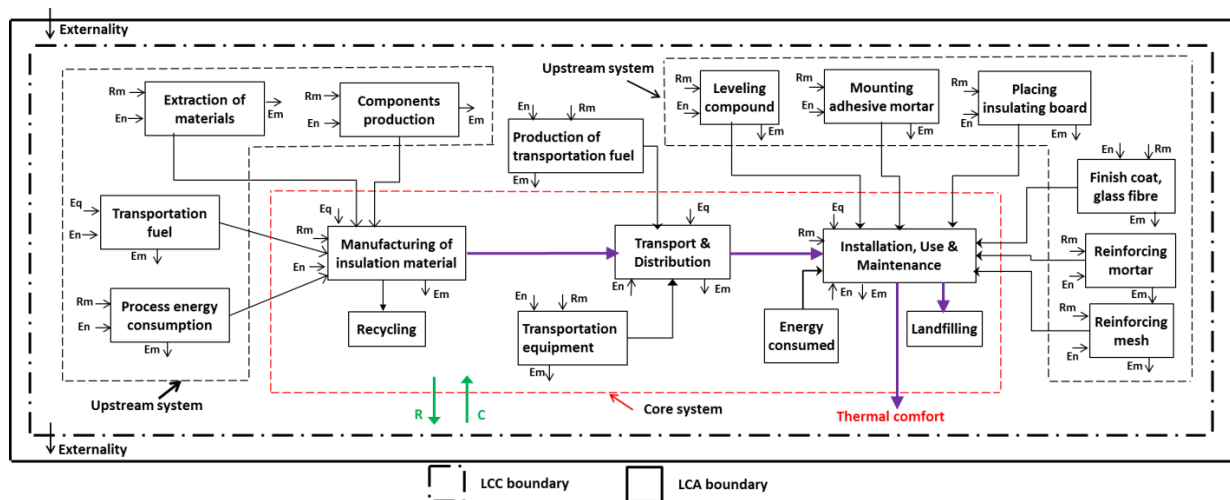 Externality
Upstream system
Rm
En
Extraction of
materials
Em
Rm
En
Components
production
Em
En
Rm
Production of
transportation fuel
Em
Rm
En
Leveling
compound
Em
Rm
En
Mounting
adhesive mortar
Em
Rm
En
Placing
insulating board
Em
En
Rm
Finish coat,
glass fibre
Em
Eq
En
Transportation
fuel
Em
Eq
Rm
En
Manufacturing of
insulation material
Em
Eq
Transport &
Distribution
En
Em
Eq
Rm
Installation, Use &
Maintenance
En
Em
Rm
En
Reinforcing
mortar
Em
Rm
En
Process energy
consumption
Em
Recycling
En
Rm
Transportation
equipment
Em
Energy
consumed
Landfilling
Rm
En
Reinforcing
mesh
Em
Upstream system
R
C
Core system
Thermal comfort
Externality
LCC boundary
LCA boundary